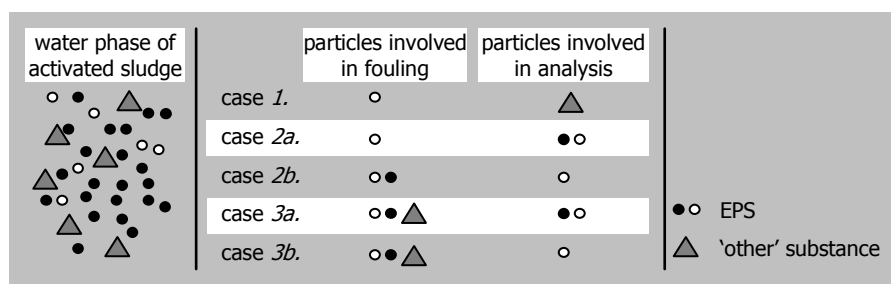 water phase of
activated sludge
particles involved
in fouling
particles involved
in analysis
case 1.
case 2a.
case 2b.
case 3a.
case 3b.
EPS
‘other’ substance